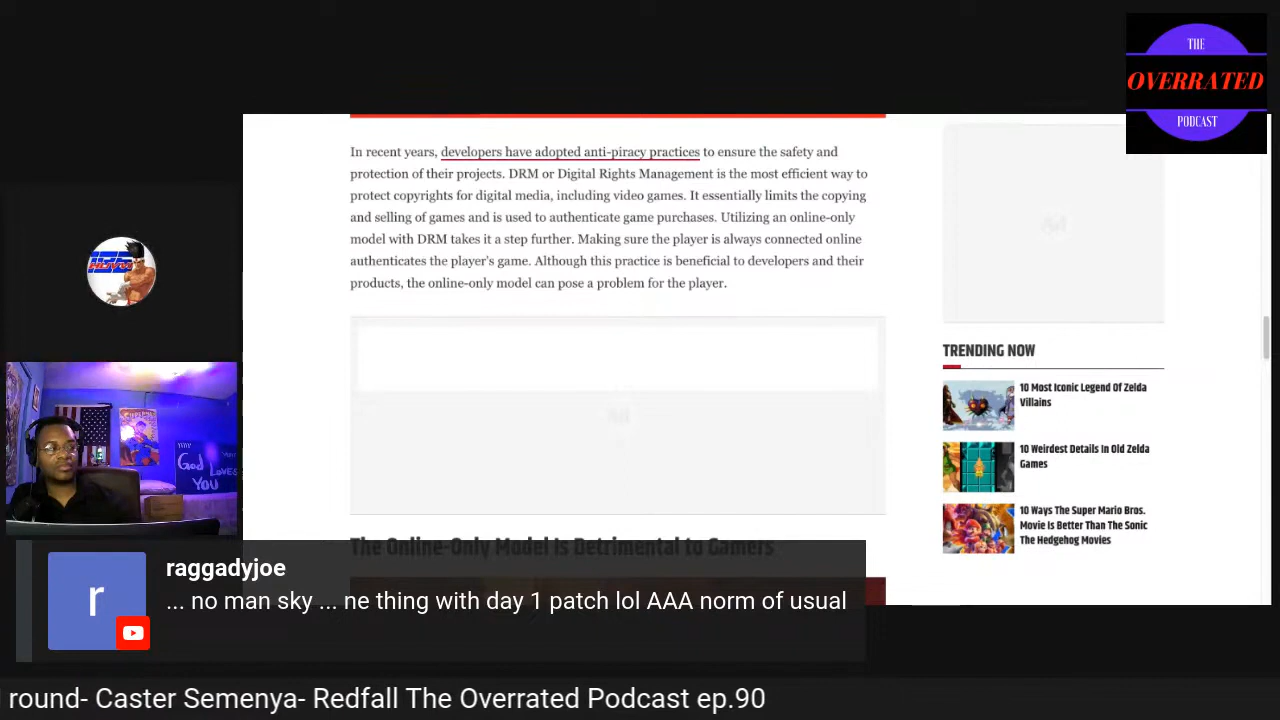 THE
OVERRATED
PODCAST
In recent years, developers have adopted anti-piracy practices to ensure the safety and
protection of their projects. DRM or Digital Rights Management is the most efficient way to
protect copyrights for digital media, including video games. It essentially limits the copying
and selling of games and is used to authenticate game purchases. Utilizing an online-only
model with DRM takes it a step further. Making sure the player is always connected online
authenticates the player's game. Although this practice is beneficial to developers and their
products, the online-only model can pose a problem for the player.
Ad
Ad
TRENDING NOW
10 Most Iconic Legend Of Zelda
Villains
10 Weirdest Details In Old Zelda
Games
10 Ways The Super Mario Bros.
Movie Is Better Than The Sonic
The Hedgehog Movies
God Loves
YOU
The Online-Only Model Is Detrimental to Gamers
r
raggadyjoe
... no man sky ... ne thing with day 1 patch lol AAA norm of usual
round- Caster Semenya- Redfall The Overrated Podcast ep.90